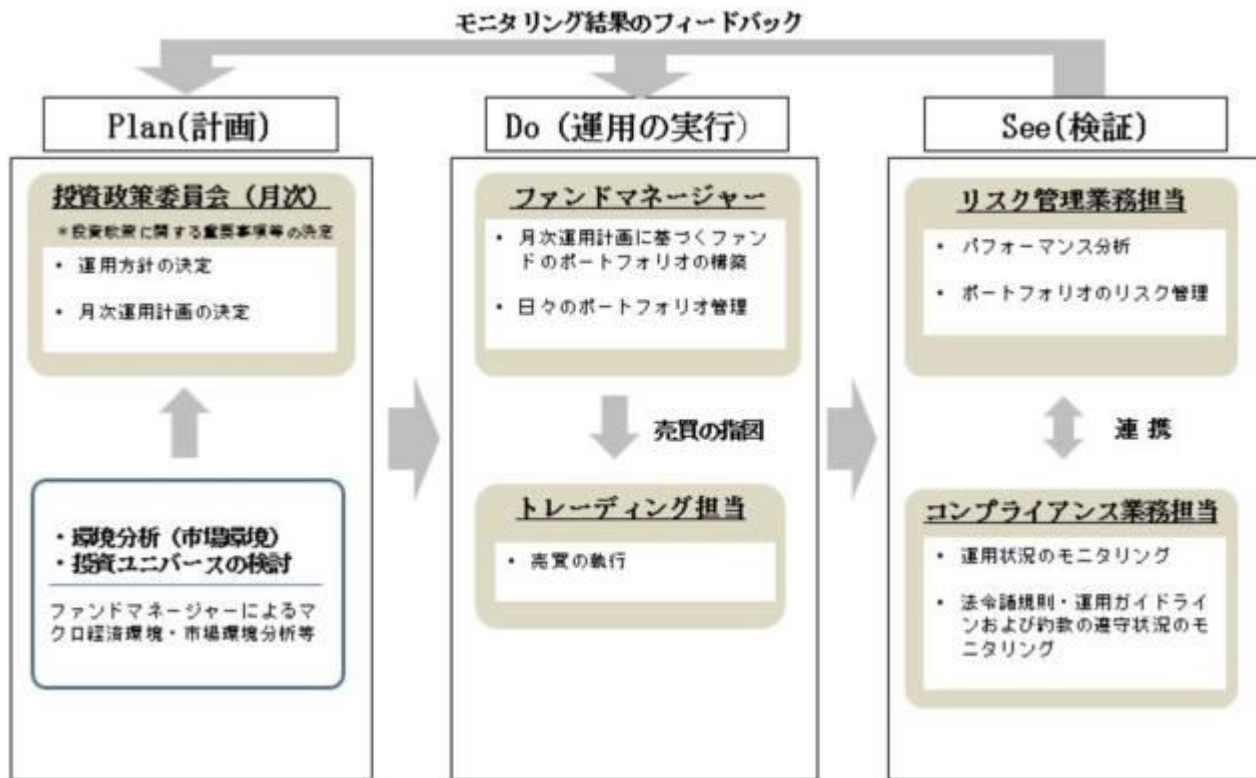 モニタリング結果のフィードバック
Plan(計画)
投資政策委員会（月次）
*投資政策に関する重要事項等の決定
・ 運用方針の決定
・ 月次運用計画の決定
・環境分析（市場環境）
・投資ユニバースの検討
ファンドマネージャーによるマ
クロ経済環境・市場環境分析等
Do（運用の実行）
ファンドマネージャー
・ 月次運用計画に基づくファン
ドのポートフォリオの構築
・ 日々のポートフォリオ管理
売買の指図
トレーディング担当
・ 売買の執行
See(検証)
リスク管理業務担当
・ パフォーマンス分析
・ ポートフォリオのリスク管理
連 携
コンプライアンス業務担当
・ 運用状況のモニタリング
・ 法令諸規則・運用ガイドライ
ンおよび約款の遵守状況のモ
ニタリング